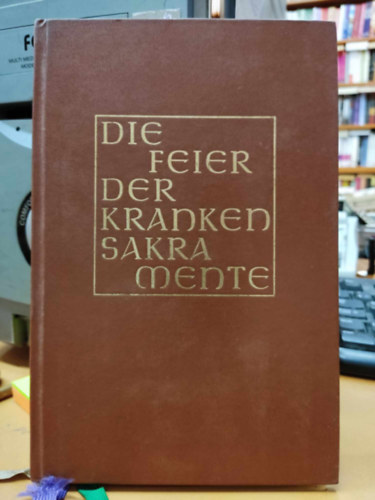 DIE
FEIER
DER
KRANKEN
SAKRA
MENTE